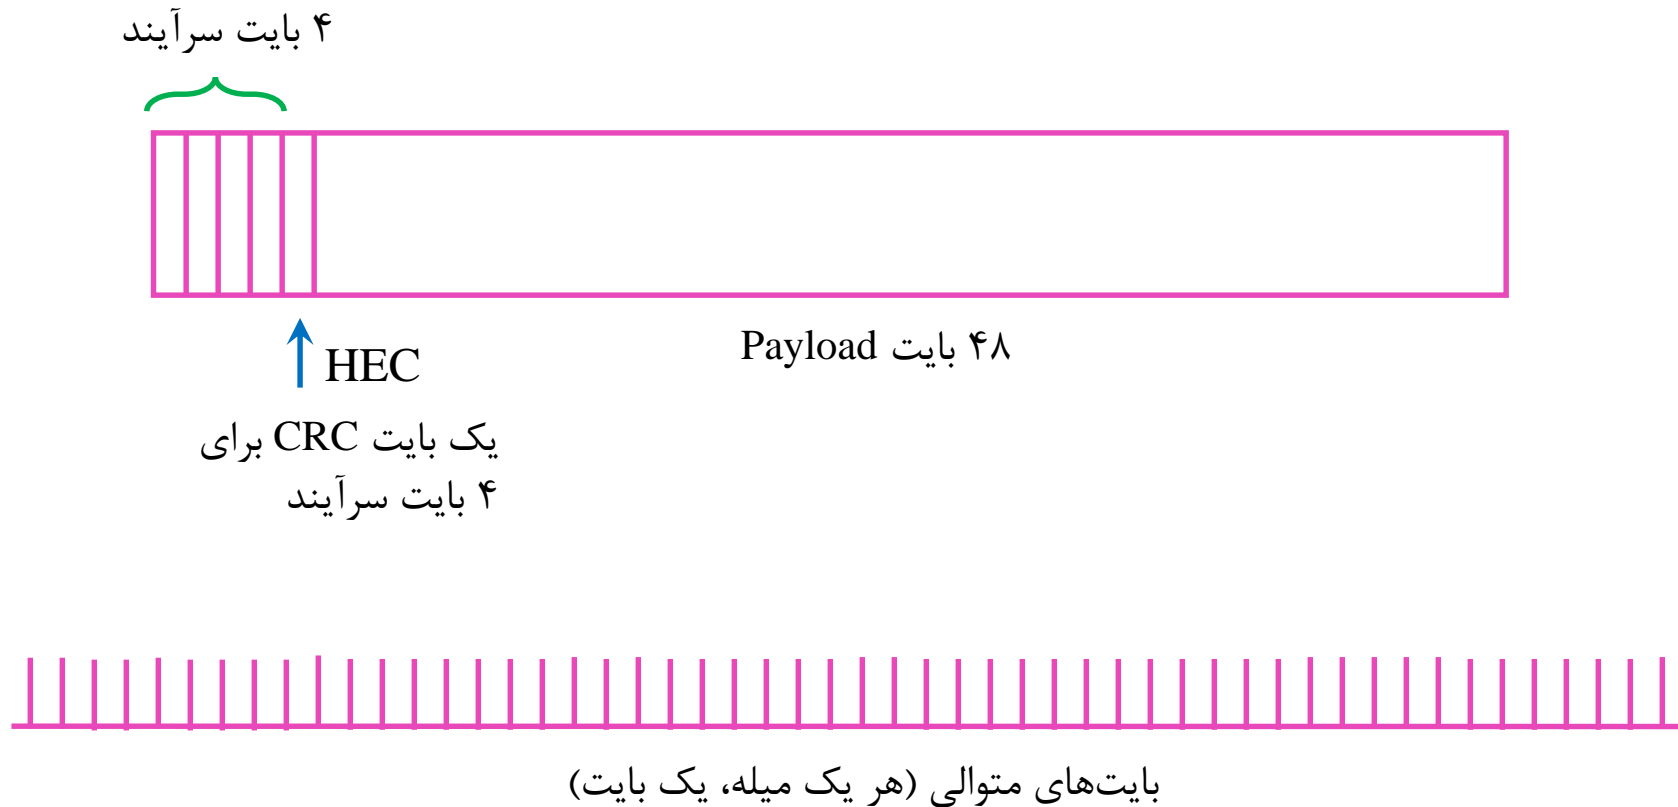 ۴ بایت سرآیند
HEC
یک بایت CRC برای
۴ بایت سرآیند
۴۸ بایت Payload
بایت‌های متوالی (هر یک میله، یک بایت)